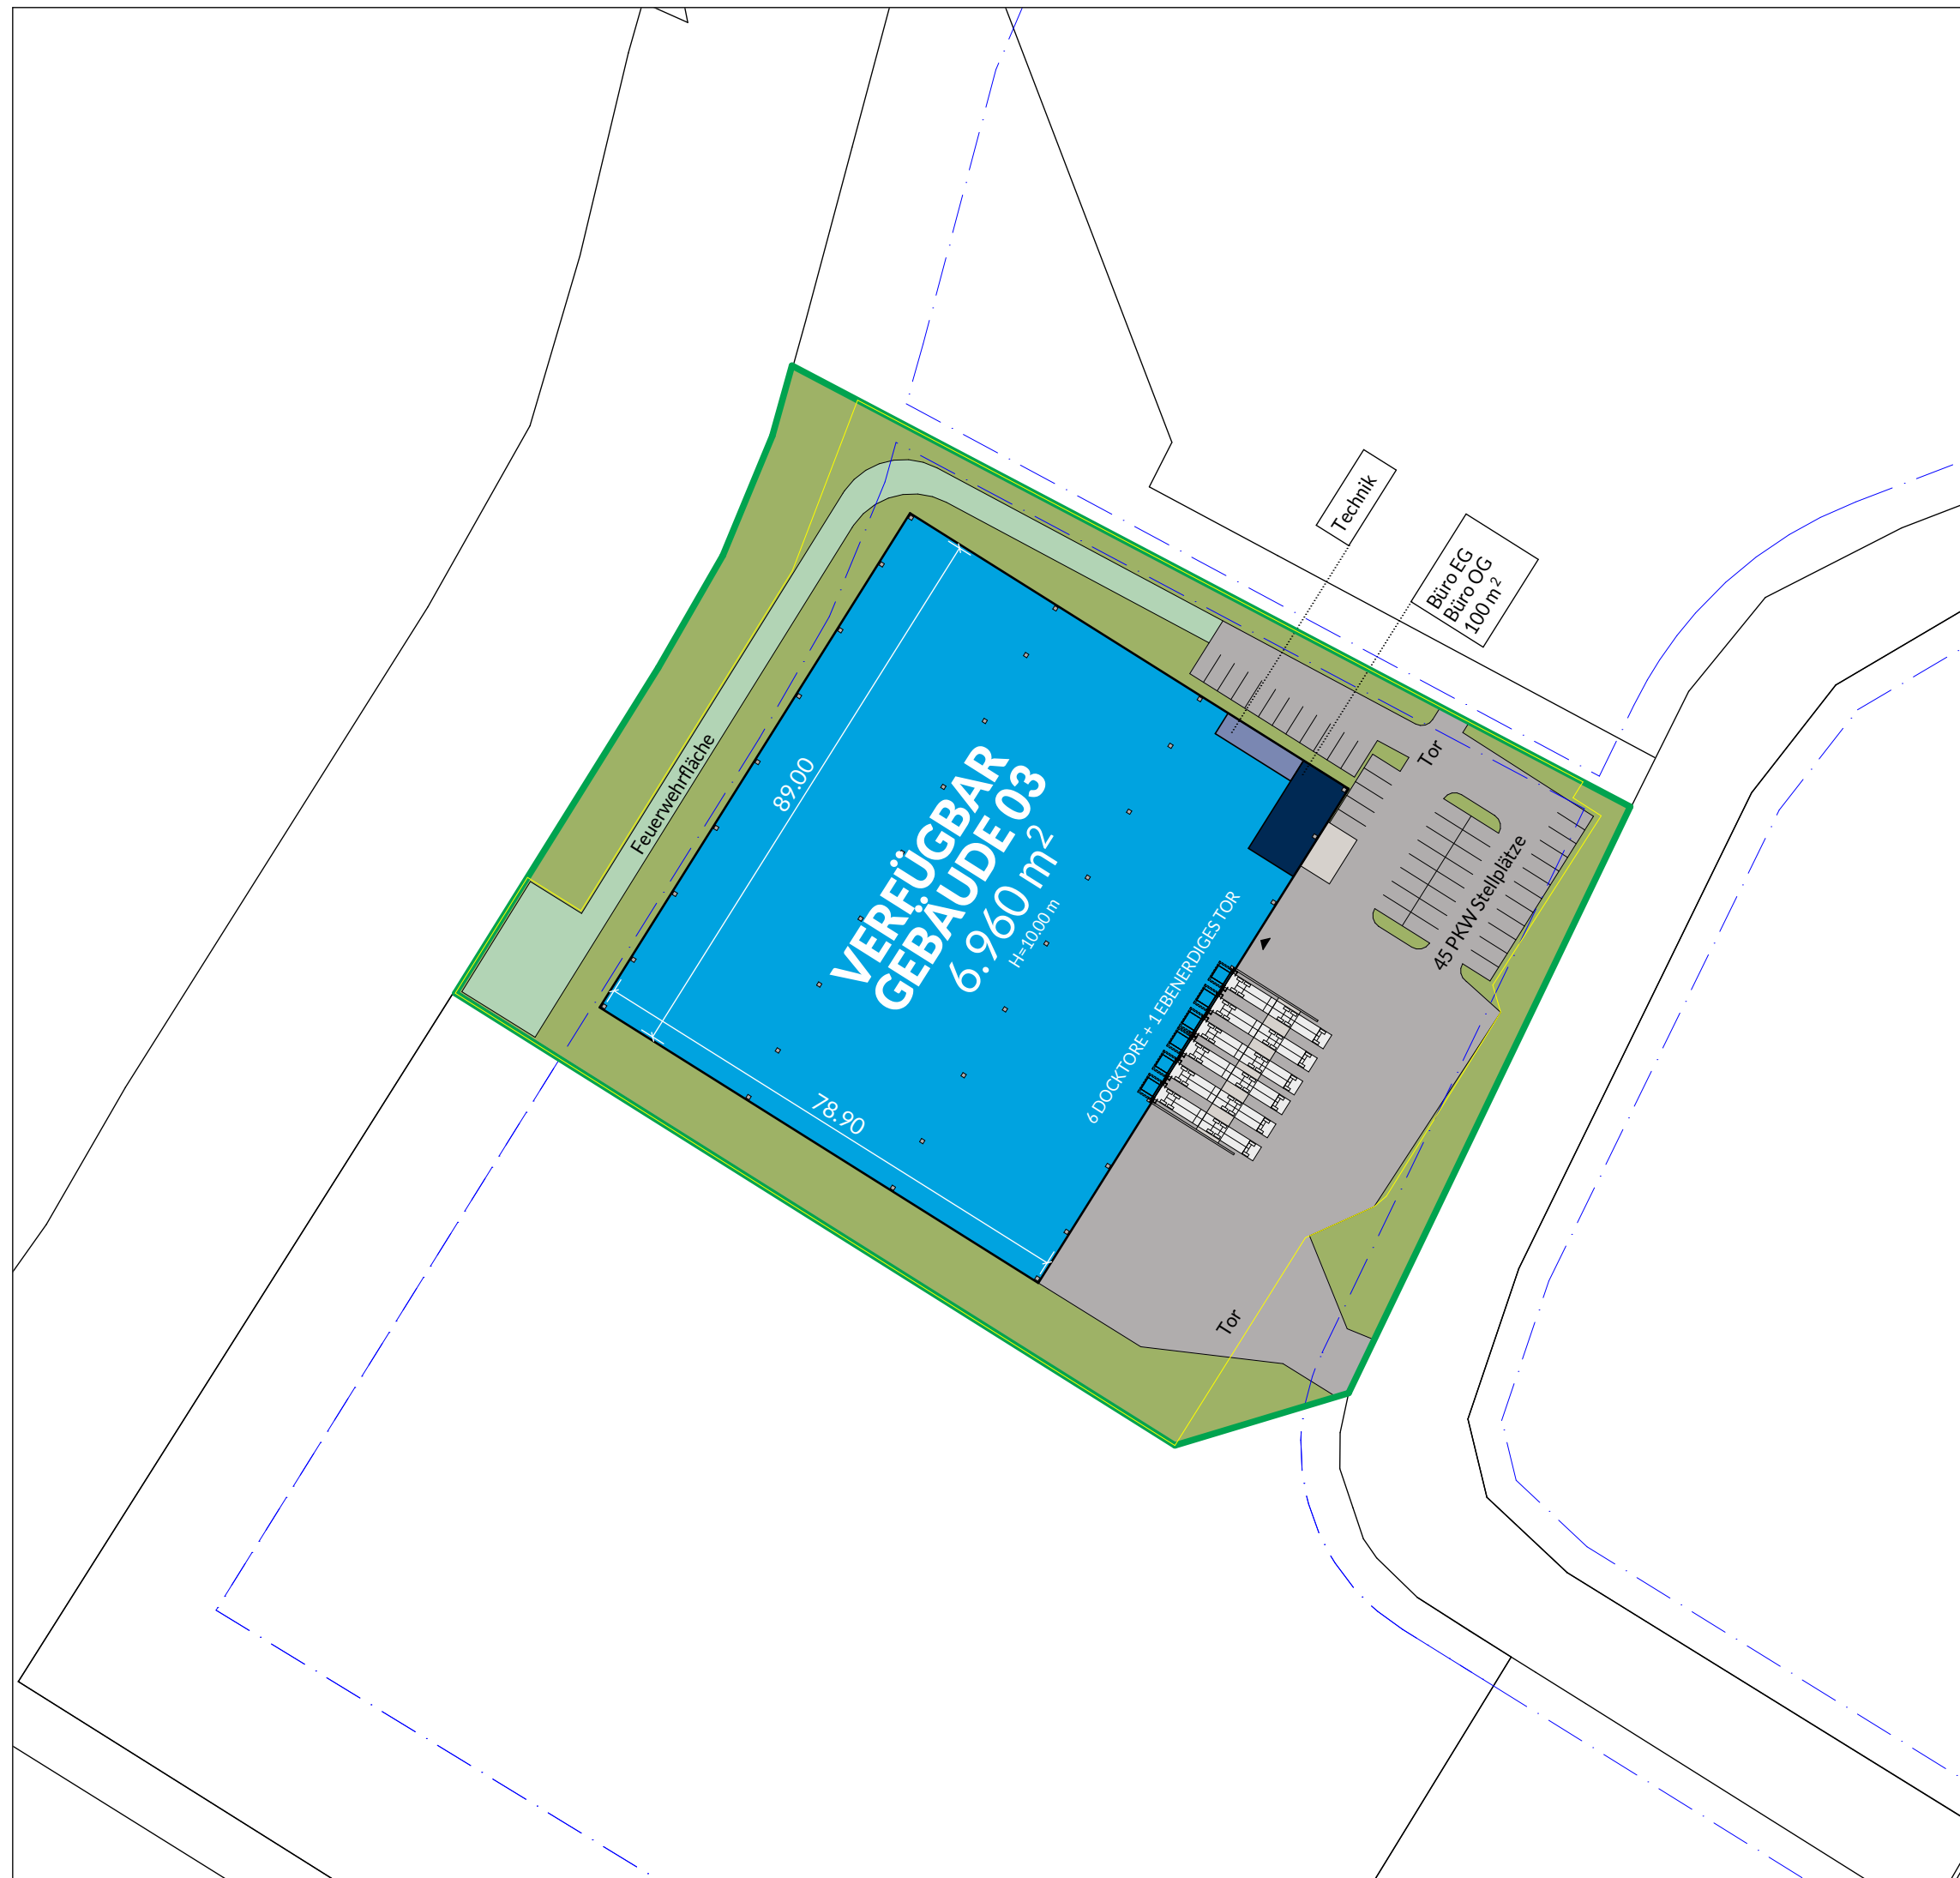 Technik
Büro EG
Büro OG
100 m²
Tor
Feuerwehrfläche
89.00
VERFÜGBAR
GEBÄUDE 03
6.960 m²
H=10.00 m
45 PKW Stellplätze
6 DOCKTORE + 1 EBENERDIGES TOR
78.90
Tor